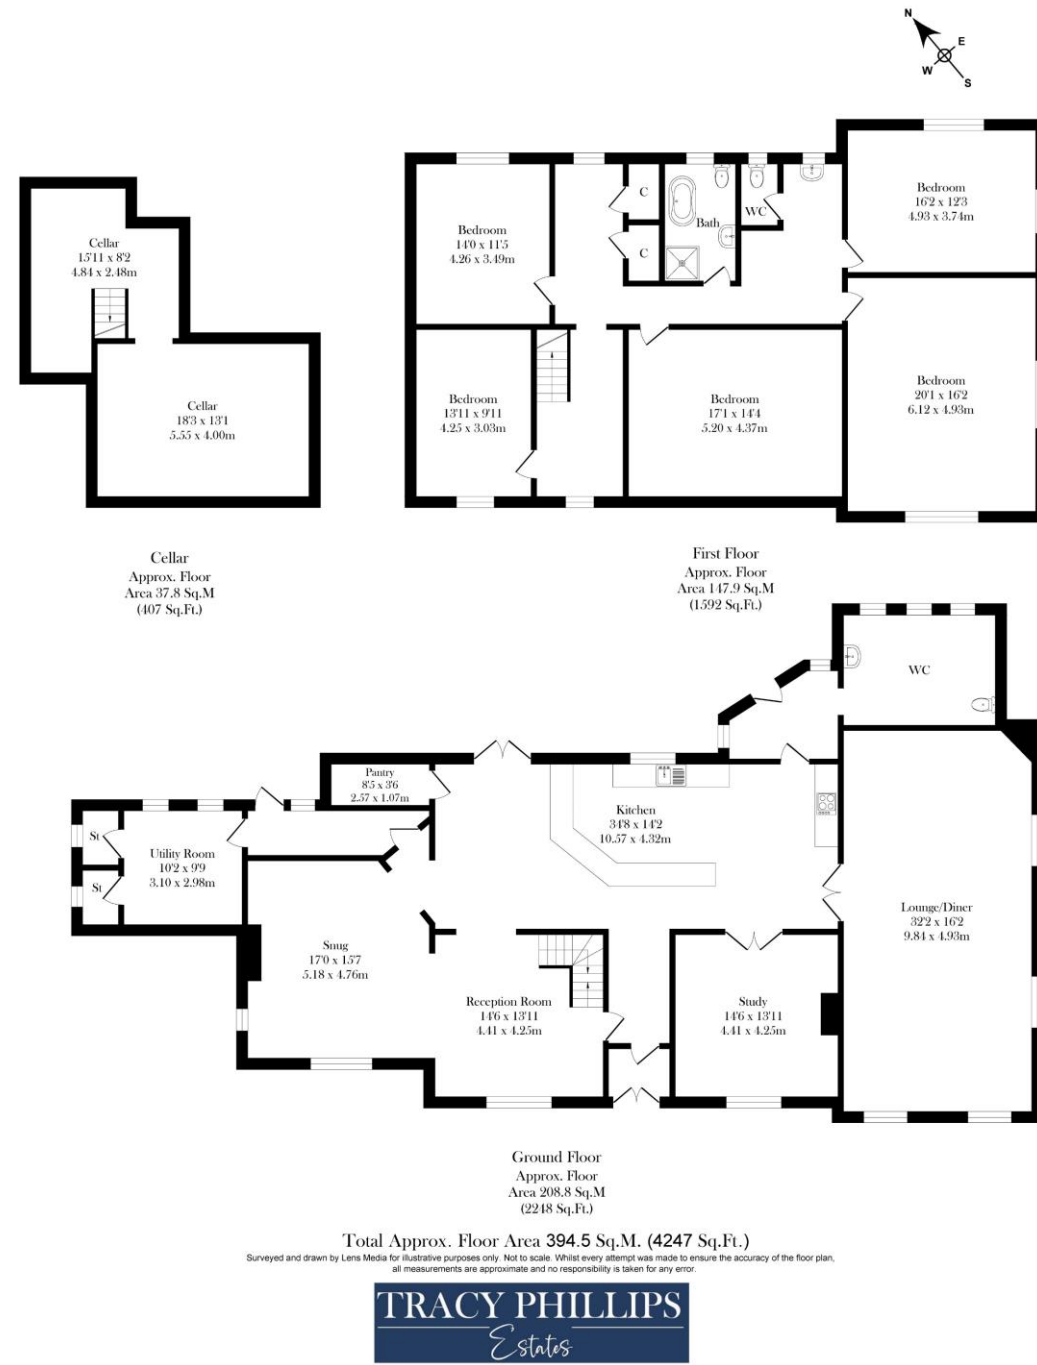 N
E
W
S
Cellar
15'11 x 8'2
4.84 x 2.48m
Cellar
18'3 x 13'1
5.55 x 4.00m
Cellar
Approx. Floor
Area 37.8 Sq.M
(407 Sq.Ft.)
Bedroom
14'0 x 11'5
4.26 x 3.49m
C
C
Bath
WC
Bedroom
16'2 x 12'3
4.93 x 3.74m
Bedroom
13'11 x 9'11
4.25 x 3.03m
Bedroom
17'1 x 14'4
5.20 x 4.37m
Bedroom
20'1 x 16'2
6.12 x 4.93m
First Floor
Approx. Floor
Area 147.9 Sq.M
(1592 Sq.Ft.)
WC
Pantry
8'5 x 3'6
2.57 x 1.07m
Kitchen
34'8 x 14'2
10.57 x 4.32m
St
St
Utility Room
10'2 x 9'9
3.10 x 2.98m
Snug
17'0 x 15'7
5.18 x 4.76m
Reception Room
14'6 x 13'11
4.41 x 4.25m
Study
14'6 x 13'11
4.41 x 4.25m
Lounge/Diner
32'2 x 16'2
9.84 x 4.93m
Ground Floor
Approx. Floor
Area 208.8 Sq.M
(2248 Sq.Ft.)
Total Approx. Floor Area 394.5 Sq.M. (4247 Sq.Ft.)
Surveyed and drawn by Lens Media for illustrative purposes only. Not to scale. Whilst every attempt was made to ensure the accuracy of the floor plan,
all measurements are approximate and no responsibility is taken for any error.
TRACY PHILLIPS
Estates